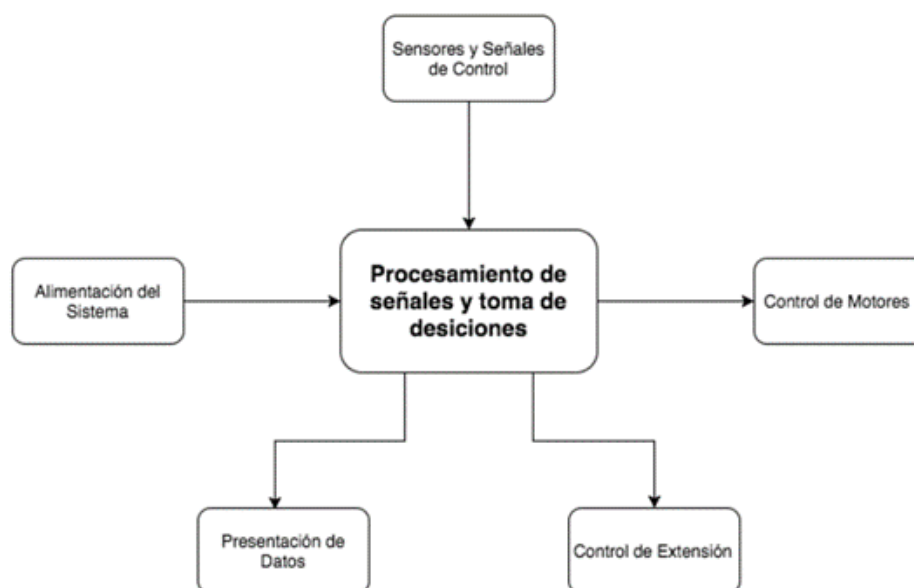 Sensores y Señales
de Control
Procesamiento de
señales y toma de
desiciones
Alimentación del
Sistema
Control de Motores
Presentación de
Datos
Control de Extensión